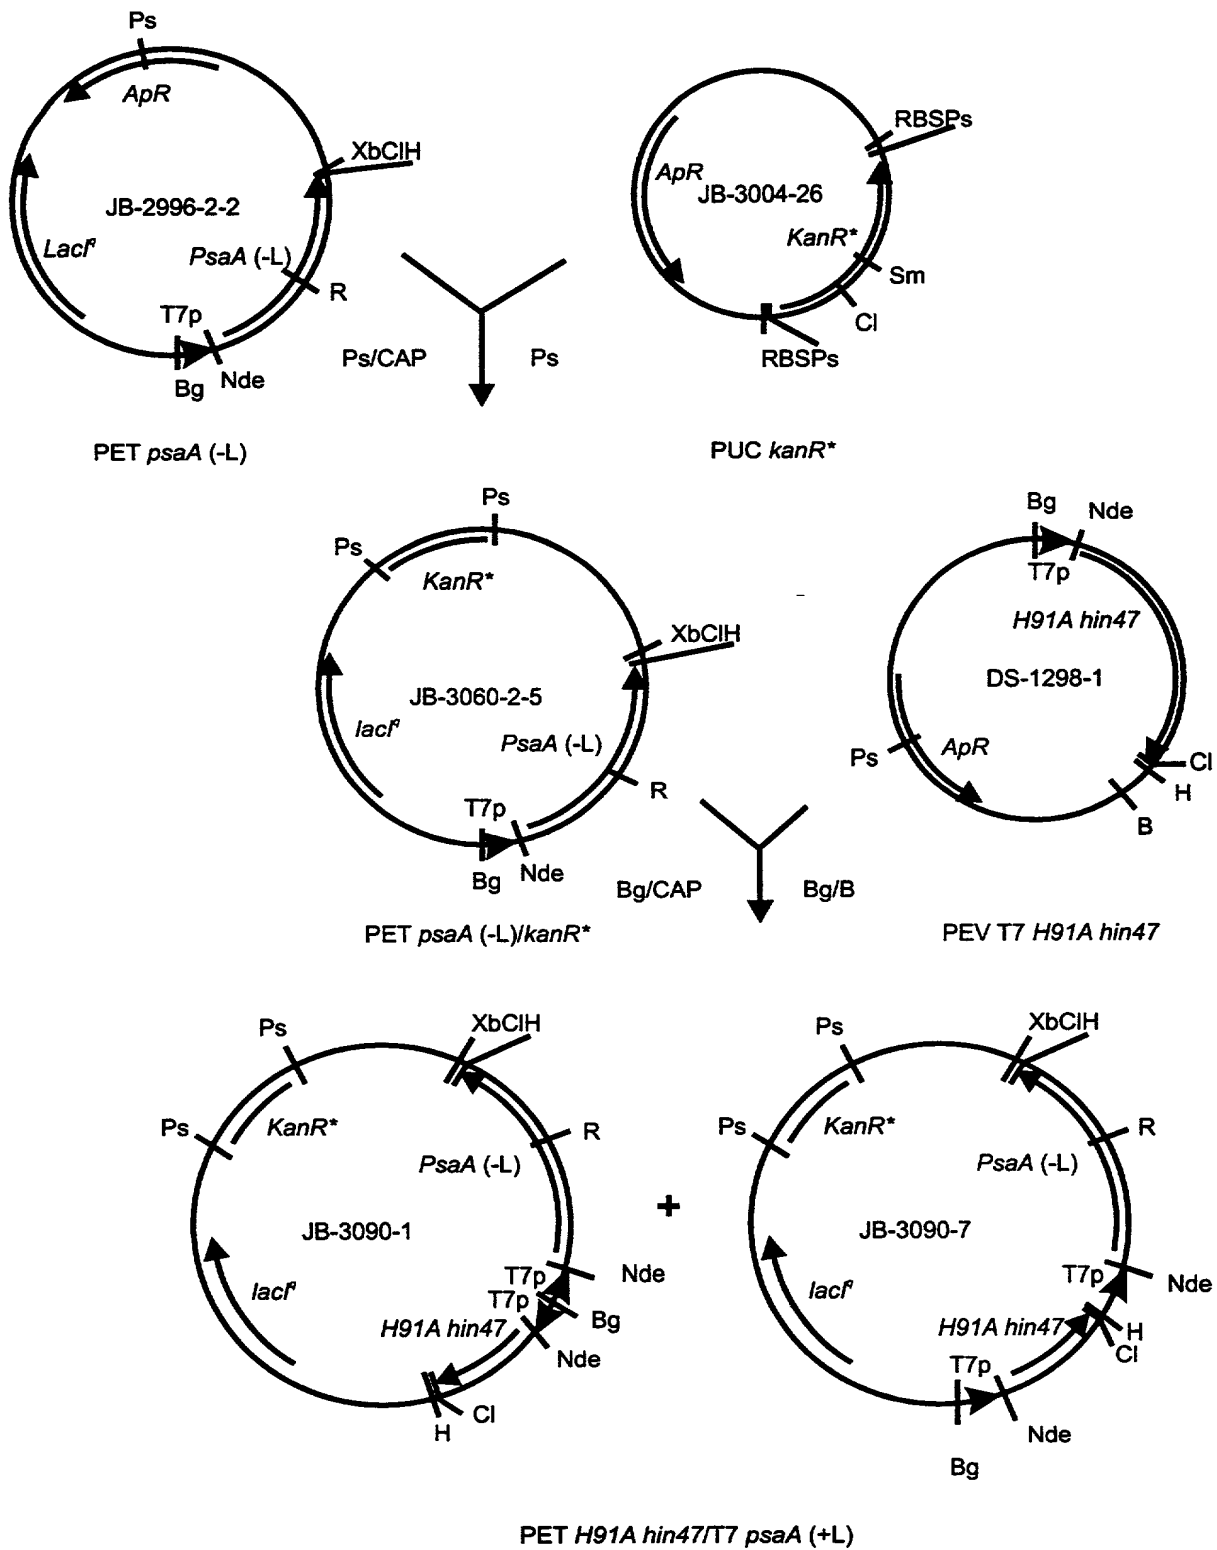 Ps
ApR
XbClH
JB-2996-2-2
LacIq
PsaA (-L)
R
T7p
Bg
Nde
PET psaA (-L)
RBSPs
ApR
JB-3004-26
KanR*
Sm
Cl
RBSPs
PUC kanR*
Ps/CAP
Ps
Ps
Ps
KanR*
XbClH
JB-3060-2-5
lacIq
PsaA (-L)
R
T7p
Bg
Nde
PET psaA (-L)/kanR*
Bg
Nde
T7p
H91A hin47
DS-1298-1
Ps
ApR
Cl
H
B
PEV T7 H91A hin47
Bg/CAP
Bg/B
Ps
XbClH
Ps
KanR*
R
PsaA (-L)
JB-3090-1
lacIq
T7p
Nde
T7p
Bg
H91A hin47
Nde
Cl
H
+
Ps
XbClH
Ps
KanR*
R
PsaA (-L)
JB-3090-7
lacIq
T7p
Nde
H91A hin47
H
Cl
T7p
Nde
Bg
PET H91A hin47/T7 psaA (+L)